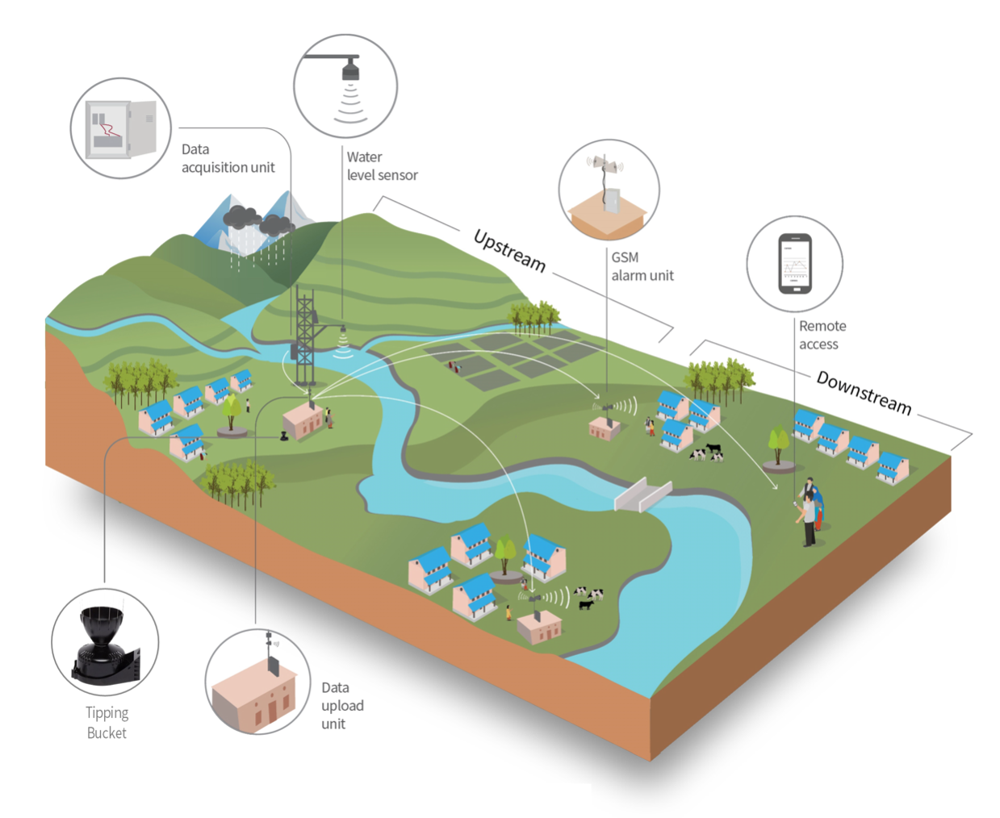 Data
acquisition unit
Water
level sensor
Upstream
GSM
alarm unit
Remote
access
Downstream
Tipping
Bucket
Data
upload
unit